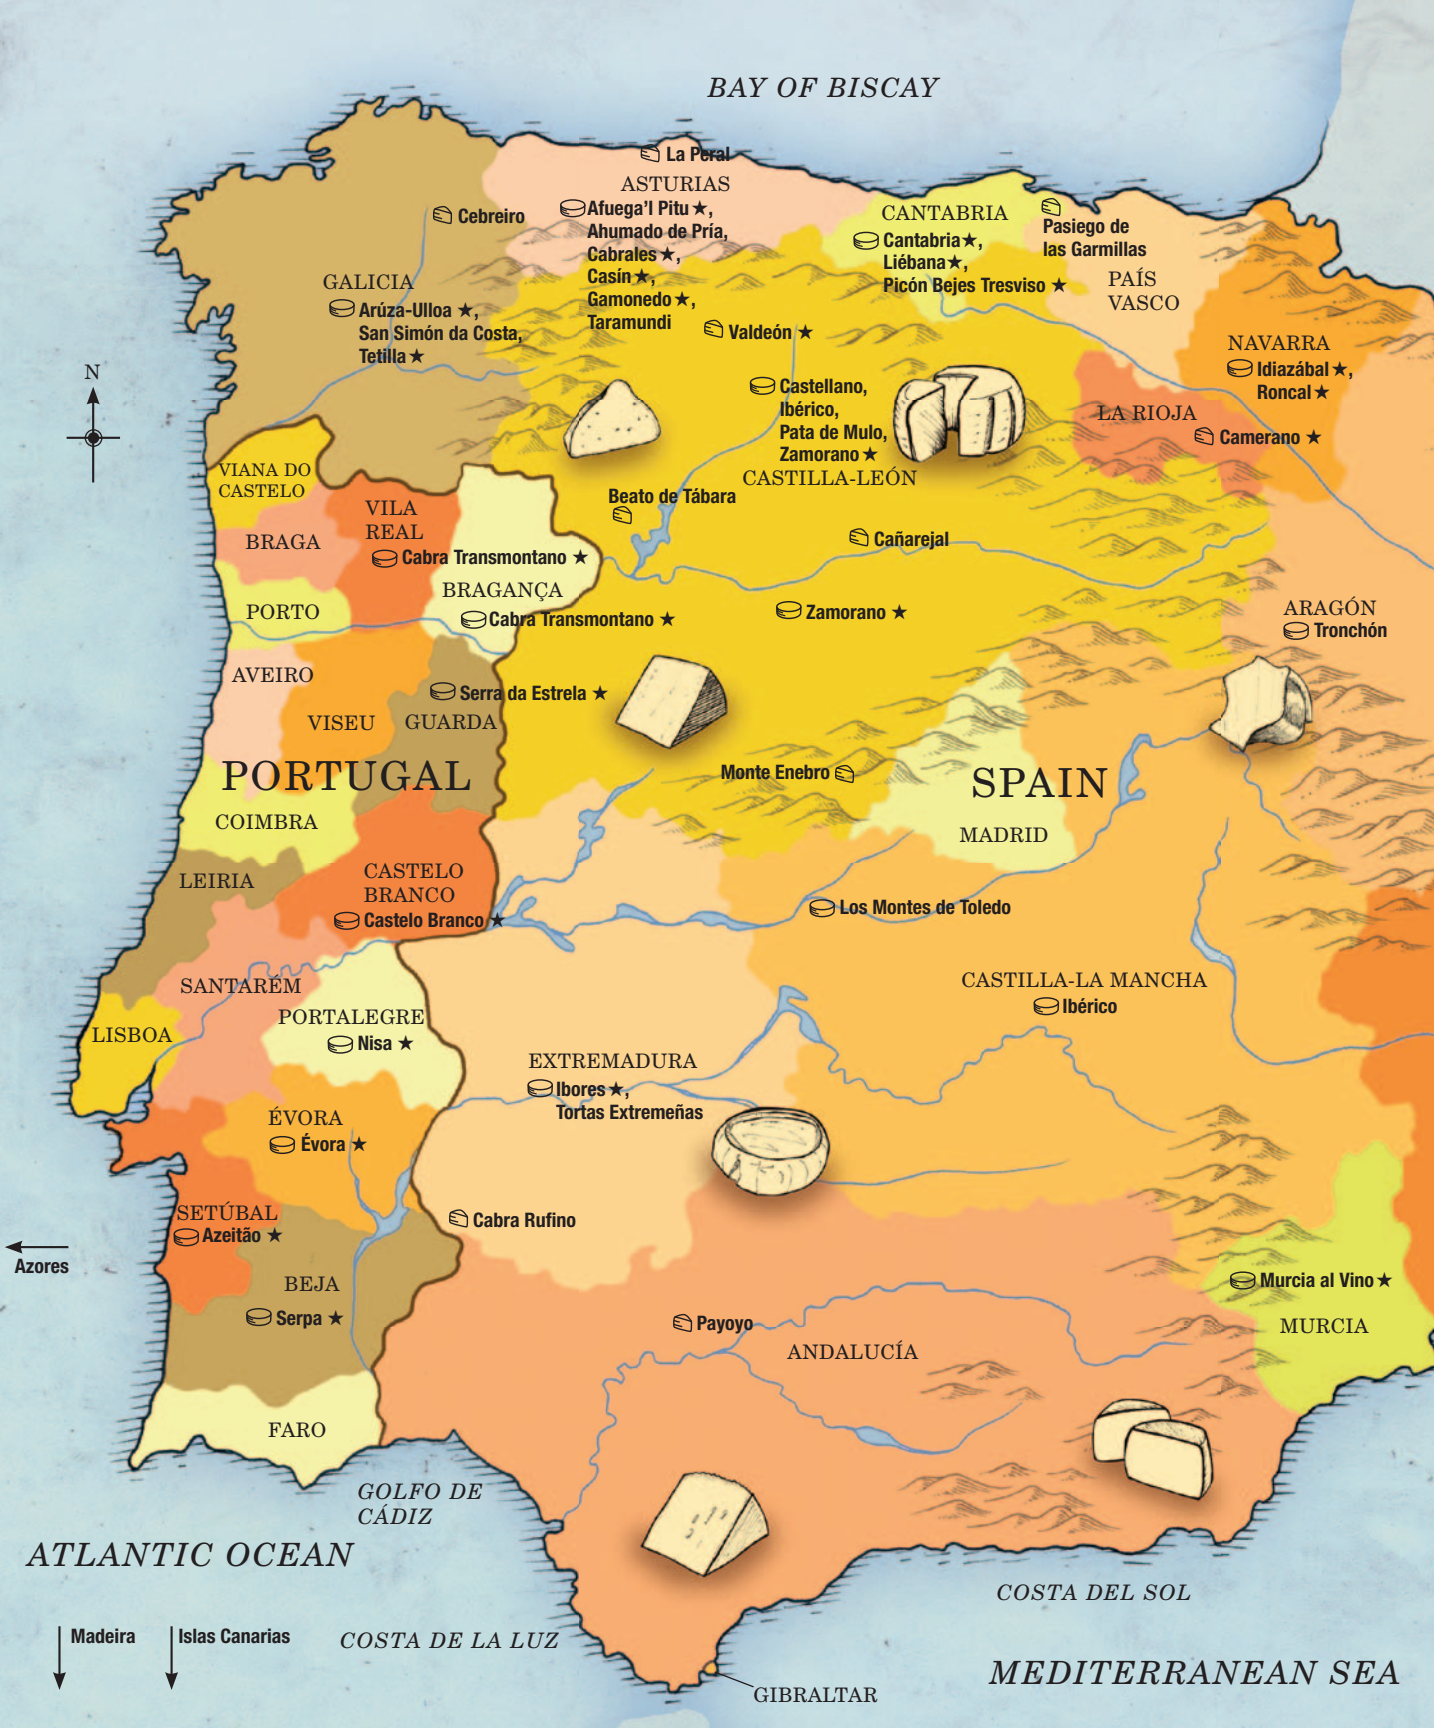 BAY OF BISCAY
La Peral
ASTURIAS
Afuega'l Pitu ★,
Ahumado de Pría,
Cabrales ★,
Casín ★,
Gamonedo ★,
Taramundi
Cebreiro
CANTABRIA
Cantabria ★,
Liébana ★,
Picón Bejes Tresviso ★
Pasiego de
las Garmillas
PAÍS
VASCO
GALICIA
Arúza-Ulloa ★,
San Simón da Costa,
Tetilla ★
Valdeón ★
NAVARRA
Idiazábal ★,
Roncal ★
N
Castellano,
Ibérico,
Pata de Mulo,
Zamorano ★
CASTILLA-LEÓN
LA RIOJA
Camerano ★
VIANA DO
CASTELO
VILA
REAL
Cabra Transmontano ★
Beato de Tábara
BRAGA
Cañarejal
BRAGANÇA
Cabra Transmontano ★
PORTO
Zamorano ★
ARAGÓN
Tronchón
AVEIRO
Serra da Estrela ★
VISEU
GUARDA
PORTUGAL
Monte Enebro
SPAIN
COIMBRA
MADRID
LEIRIA
CASTELO
BRANCO
Castelo Branco ★
Los Montes de Toledo
SANTARÉM
CASTILLA-LA MANCHA
Ibérico
LISBOA
PORTALEGRE
Nisa ★
EXTREMADURA
Ibores ★,
Tortas Extremeñas
ÉVORA
Évora ★
SETÚBAL
Azeitão ★
Cabra Rufino
Azores
BEJA
Serpa ★
Murcia al Vino ★
MURCIA
Payoyo
ANDALUCÍA
FARO
GOLFO DE
CÁDIZ
ATLANTIC OCEAN
COSTA DEL SOL
Madeira
Islas Canarias
COSTA DE LA LUZ
MEDITERRANEAN SEA
GIBRALTAR